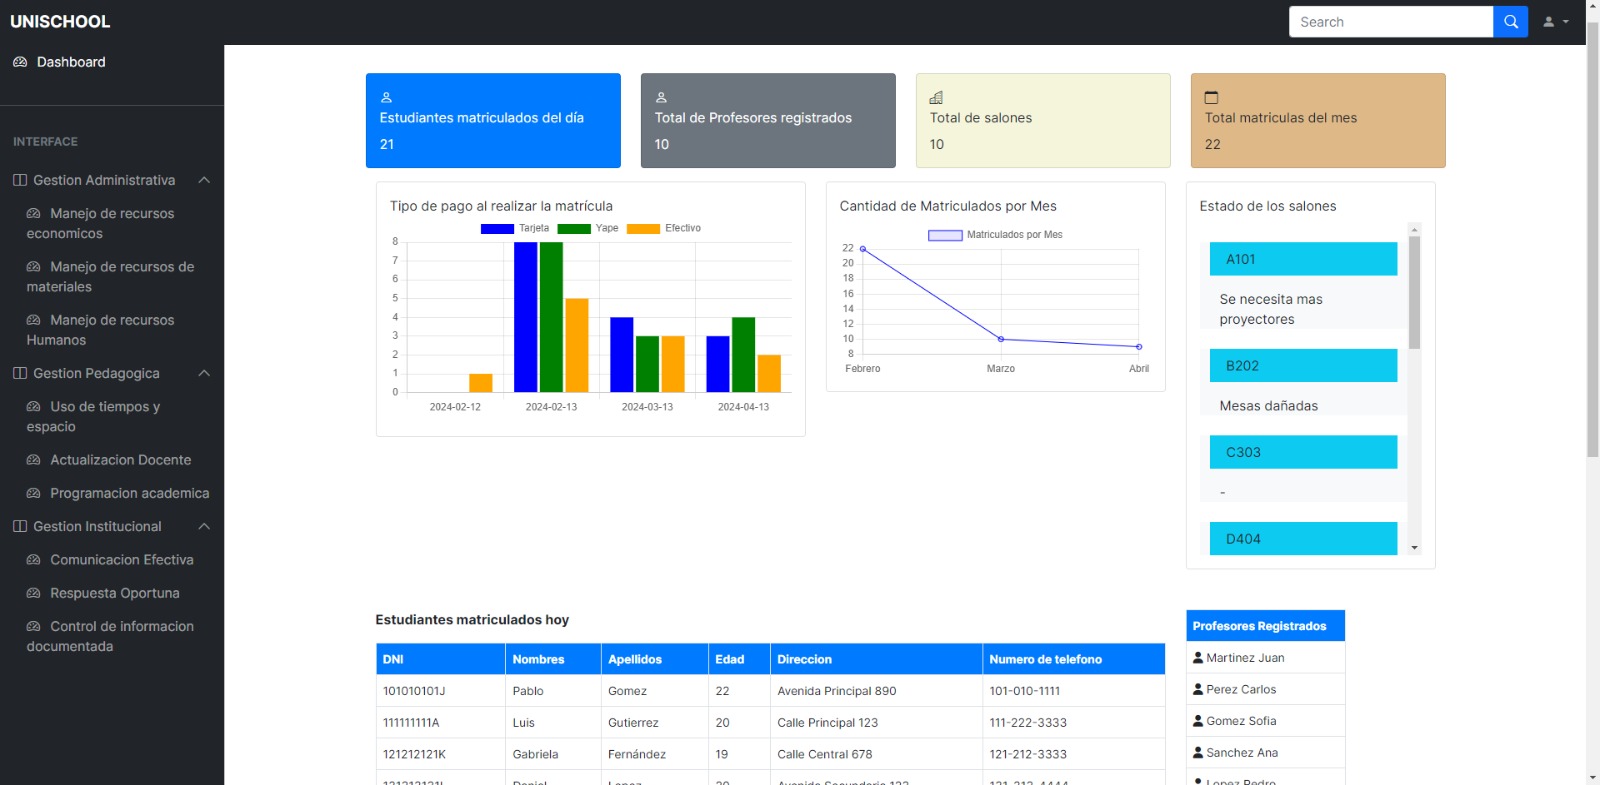 UNISCHOOL
Search
Dashboard
INTERFACE
Gestion Administrativa
Manejo de recursos
economicos
Manejo de recursos de
materiales
Manejo de recursos
Humanos
Gestion Pedagogica
Uso de tiempos y
espacio
Actualizacion Docente
Programacion academica
Gestion Institucional
Comunicacion Efectiva
Respuesta Oportuna
Control de informacion
documentada
Estudiantes matriculados del día
21
Total de Profesores registrados
10
Total de salones
10
Total matriculas del mes
22
Tipo de pago al realizar la matrícula
Tarjeta Yape Efectivo
8
7
6
5
4
3
2
1
0
2024-02-12 2024-02-13 2024-03-13 2024-04-13
Cantidad de Matriculados por Mes
Matriculados por Mes
22
20
18
16
14
12
10
8
Febrero Marzo Abril
Estado de los salones
A101
Se necesita mas
proyectores
B202
Mesas dañadas
C303
-
D404
Estudiantes matriculados hoy
DNI Nombres Apellidos Edad Direccion Numero de telefono
101010101J Pablo Gomez 22 Avenida Principal 890 101-010-1111
111111111A Luis Gutierrez 20 Calle Principal 123 111-222-3333
121212121K Gabriela Fernández 19 Calle Central 678 121-212-3333
Profesores Registrados
Martinez Juan
Perez Carlos
Gomez Sofia
Sanchez Ana
Lopez Pedro